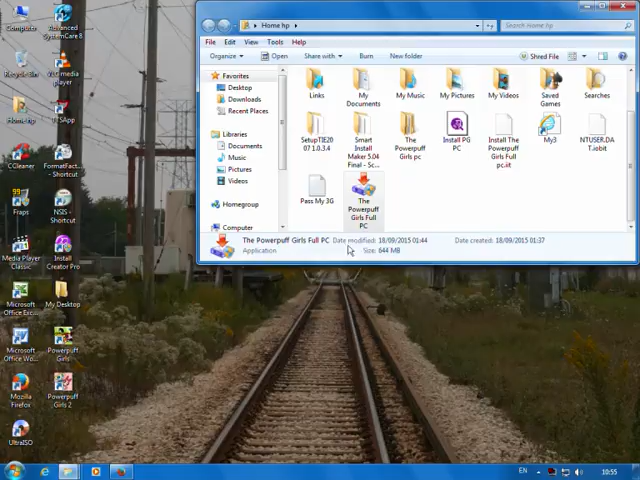 Home hp
Search Home hp
File Edit View Tools Help
Organize Open Share with Burn New folder Shred File
Favorites
Desktop
Downloads
Recent Places
Libraries
Documents
Music
Pictures
Videos
Homegroup
Computer
Links
My Documents
My Music
My Pictures
My Videos
Saved Games
Searches
SetupTIE20
07 1.0.3.4
Smart
Install
Maker 5.04
Final - Sc...
The
Powerpuff
Girls pc
Install PG
PC
Install The
Powerpuff
Girls Full
pc.iit
My3
NTUSER.DA
T.iobit
Pass My 3G
The
Powerpuff
Girls Full
PC
The Powerpuff Girls Full PC Date modified: 18/09/2015 01:44 Date created: 18/09/2015 01:37
Application Size: 644 MB
Computer
Advanced
SystemCare 8
Recycle Bin
VLC media
player
Home hp
YTSApp
CCleaner
FormatFact...
- Shortcut
Fraps
NSIS -
Shortcut
Media Player
Classic
Install
Creator Pro
Microsoft
Office Exc...
My Desktop
Microsoft
Office Wo...
Powerpuff
Girls
Mozilla
Firefox
Powerpuff
Girls 2
UltraISO
EN
10:55